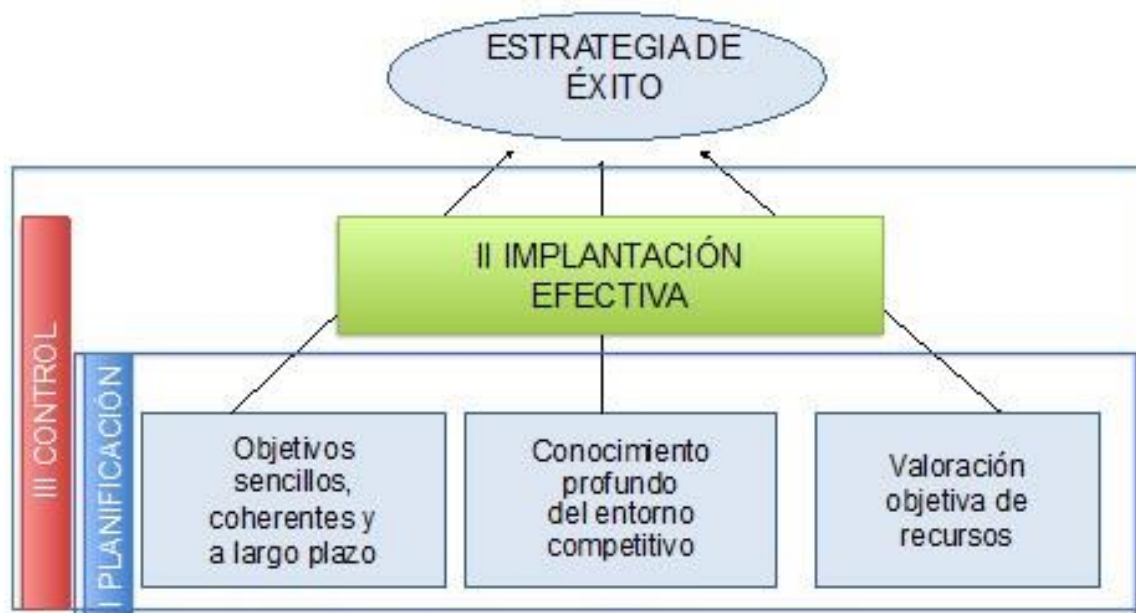 ESTRATEGIA DE
ÉXITO
II IMPLANTACIÓN
EFECTIVA
III CONTROL
I PLANIFICACIÓN
Objetivos
sencillos,
coherentes y
a largo plazo
Conocimiento
profundo
del entorno
competitivo
Valoración
objetiva de
recursos